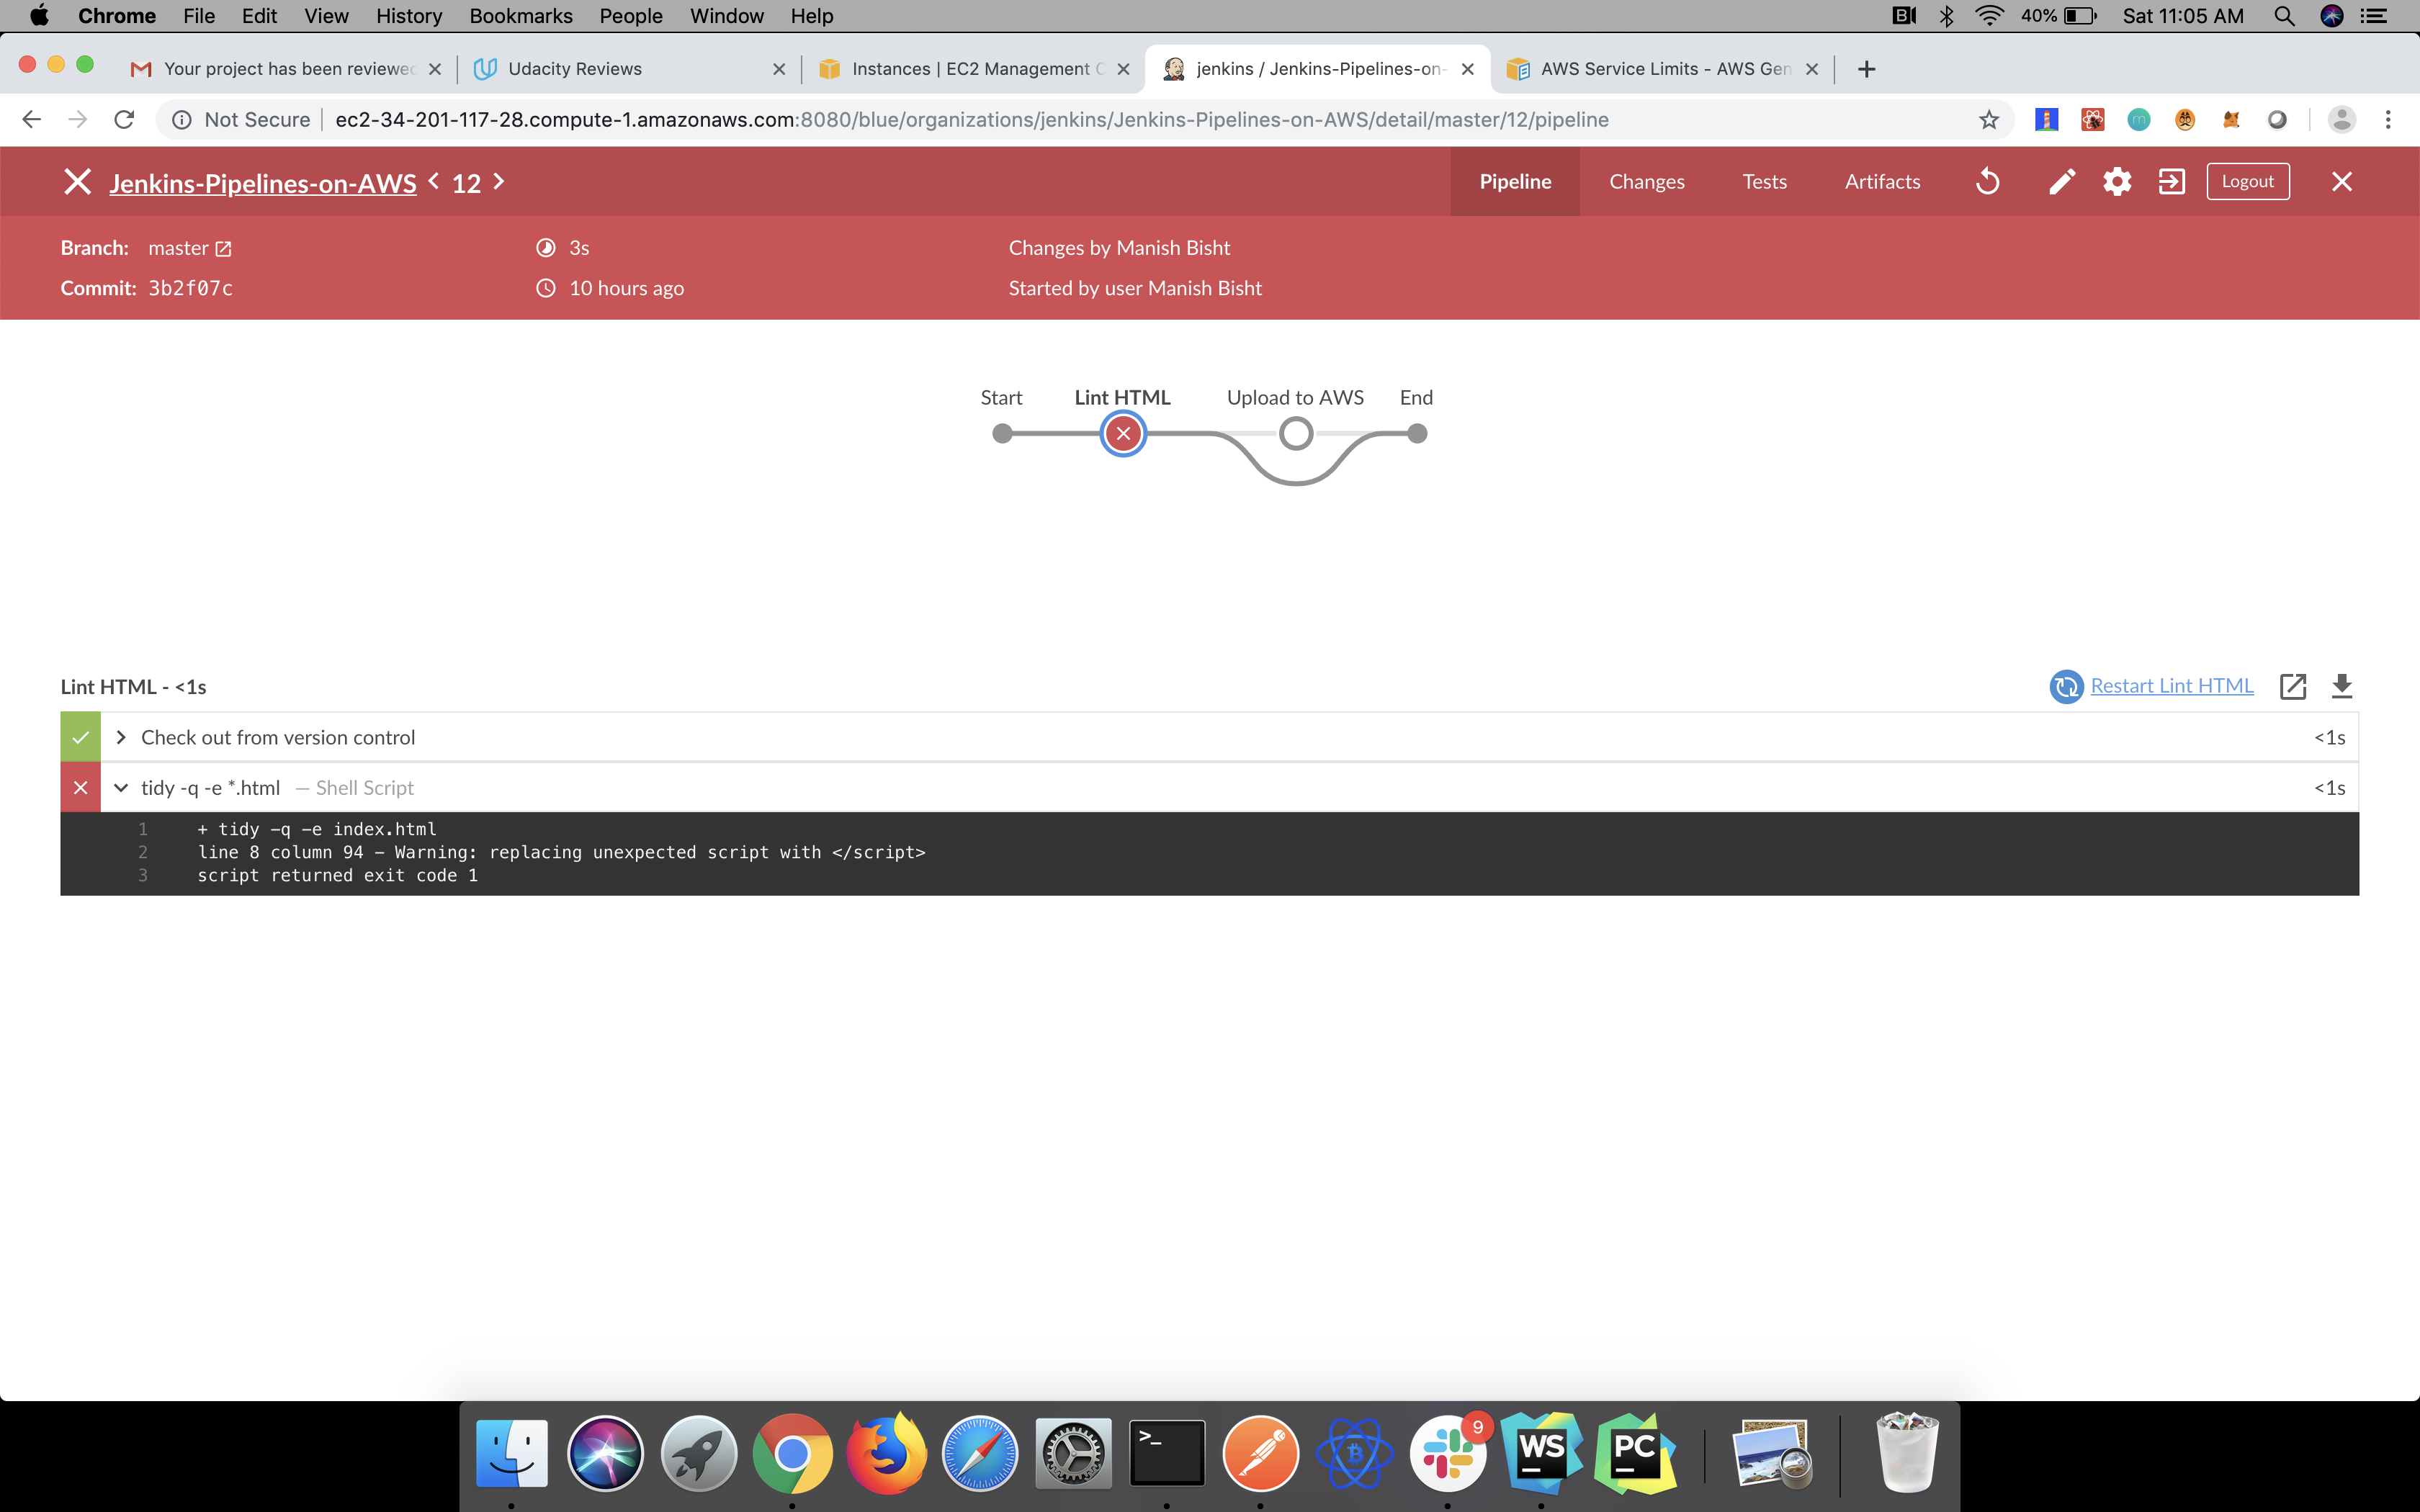 Chrome File Edit View History Bookmarks People Window Help 40% Sat 11:05 AM
Your project has been reviewed Udacity Reviews Instances | EC2 Management C jenkins / Jenkins-Pipelines-on- AWS Service Limits - AWS Gen
Not Secure ec2-34-201-117-28.compute-1.amazonaws.com:8080/blue/organizations/jenkins/Jenkins-Pipelines-on-AWS/detail/master/12/pipeline
Jenkins-Pipelines-on-AWS < 12 > Pipeline Changes Tests Artifacts Logout
Branch: master 3s Changes by Manish Bisht
Commit: 3b2f07c 10 hours ago Started by user Manish Bisht
Start Lint HTML Upload to AWS End
Lint HTML - <1s Restart Lint HTML
Check out from version control <1s
tidy -q -e *.html — Shell Script <1s
1 + tidy -q -e index.html
2 line 8 column 94 - Warning: replacing unexpected script with </script>
3 script returned exit code 1
>_ 9 WS PC